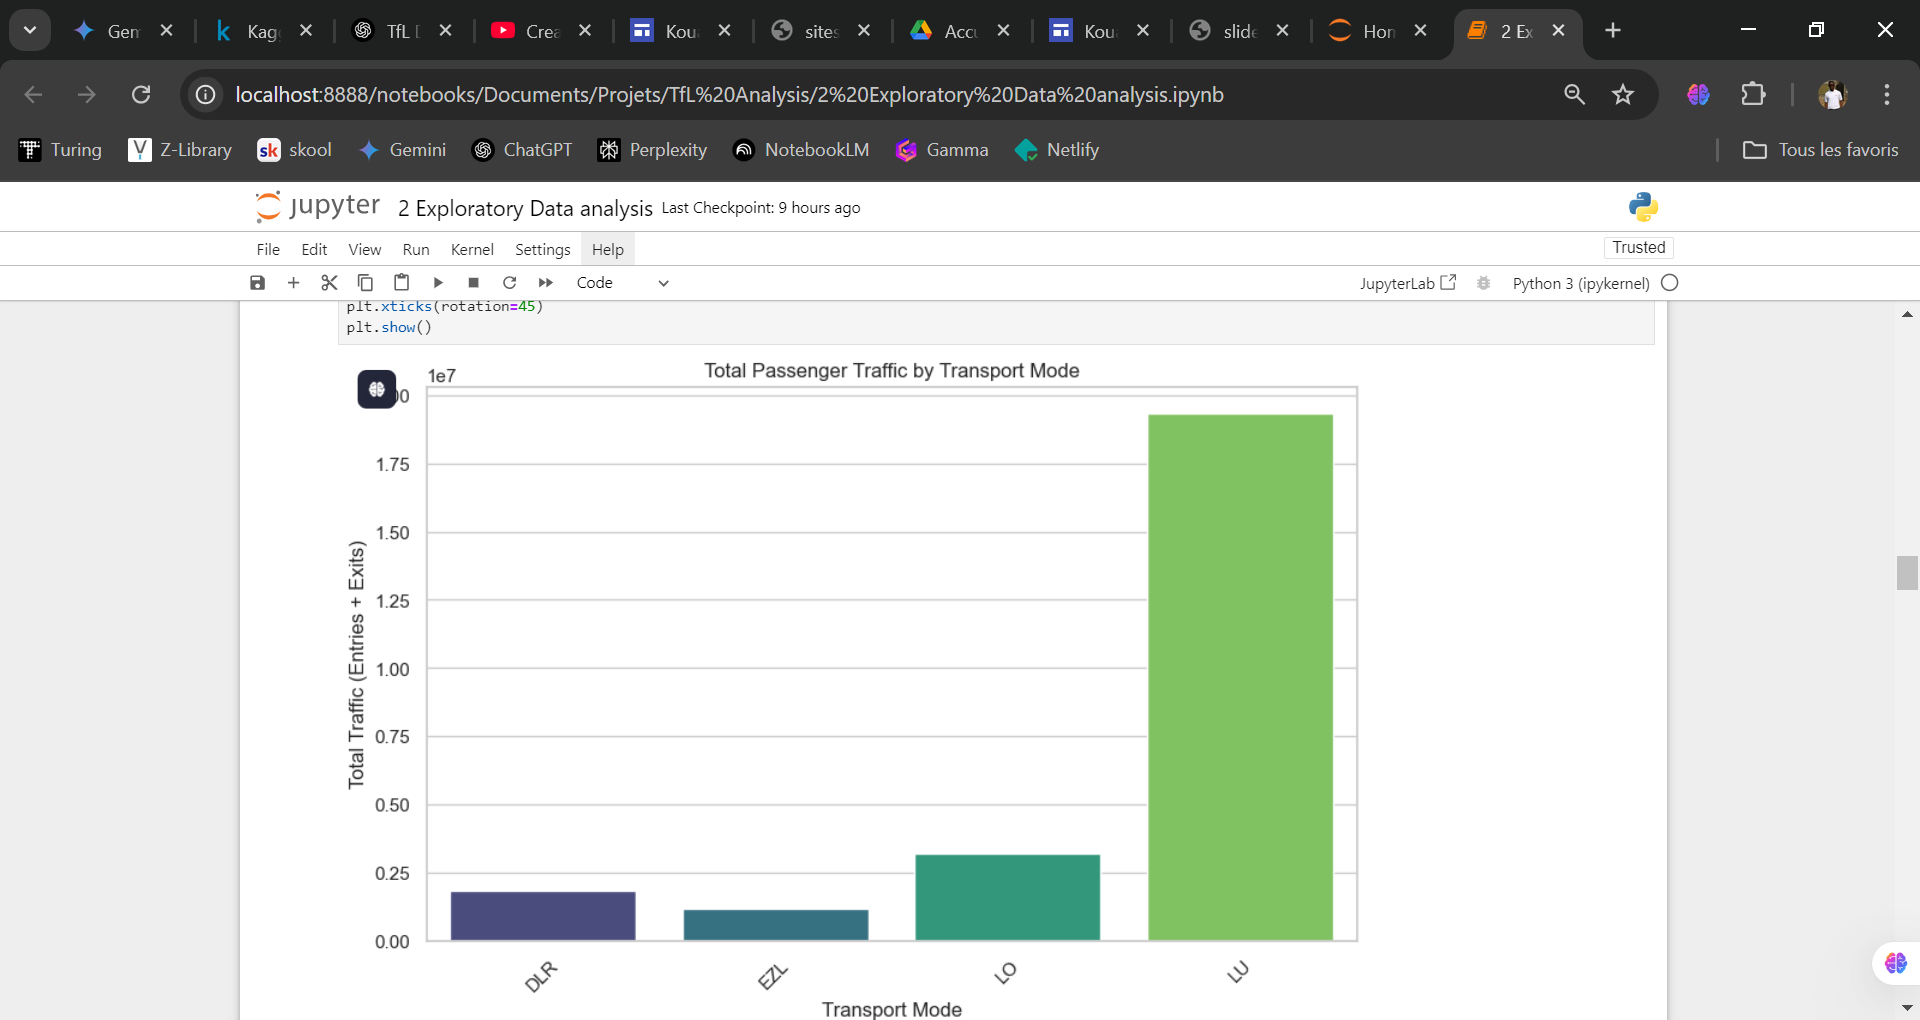 Gen
Kag
TfL D
Crea
Kou
sites
Accu
Kou
slide
Hon
2 Ex
localhost:8888/notebooks/Documents/Projets/TfL%20Analysis/2%20Exploratory%20Data%20analysis.ipynb
Turing
Z-Library
sk skool
Gemini
ChatGPT
Perplexity
NotebookLM
Gamma
Netlify
Tous les favoris
jupyter 2 Exploratory Data analysis Last Checkpoint: 9 hours ago
File Edit View Run Kernel Settings Help
Trusted
Code
JupyterLab
Python 3 (ipykernel)
plt.xticks(rotation=45)
plt.show()
Total Passenger Traffic by Transport Mode
1e7
00
1.75
1.50
1.25
1.00
0.75
0.50
0.25
0.00
Total Traffic (Entries + Exits)
DLR
EZL
LO
LU
Transport Mode